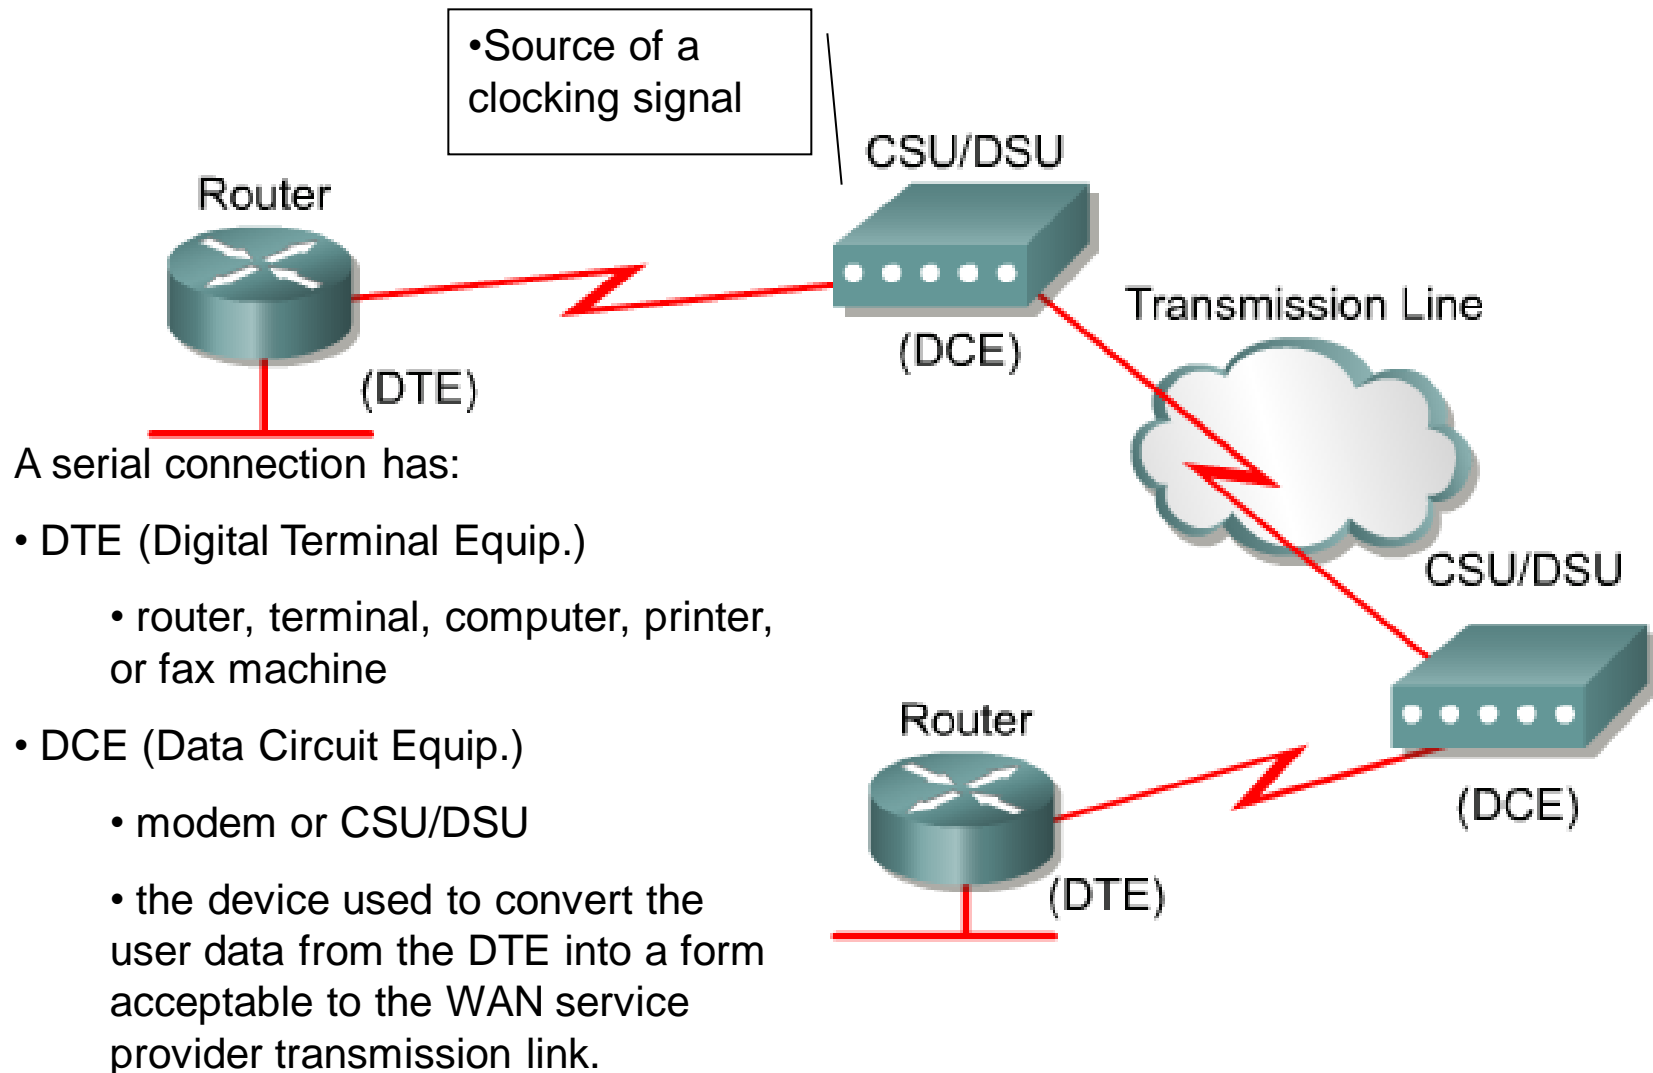 •Source of a
clocking signal
CSU/DSU
Router
(DCE)
Transmission Line
(DTE)
A serial connection has:
• DTE (Digital Terminal Equip.)
• router, terminal, computer, printer,
or fax machine
• DCE (Data Circuit Equip.)
• modem or CSU/DSU
• the device used to convert the
user data from the DTE into a form
acceptable to the WAN service
provider transmission link.
CSU/DSU
Router
(DCE)
(DTE)